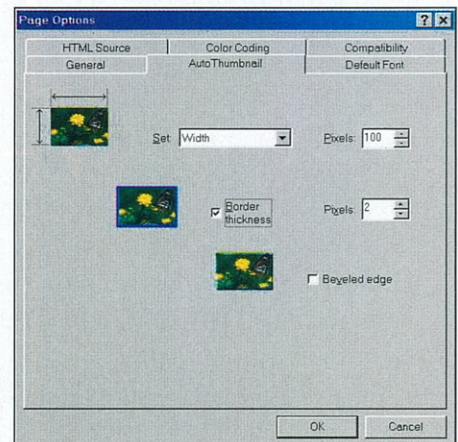 Page Options
HTML Source Color Coding Compatibility
General AutoThumbnail Default Font
Set: Width Pixels: 100
Border
thickness
Pixels: 2
Beveled edge
OK Cancel